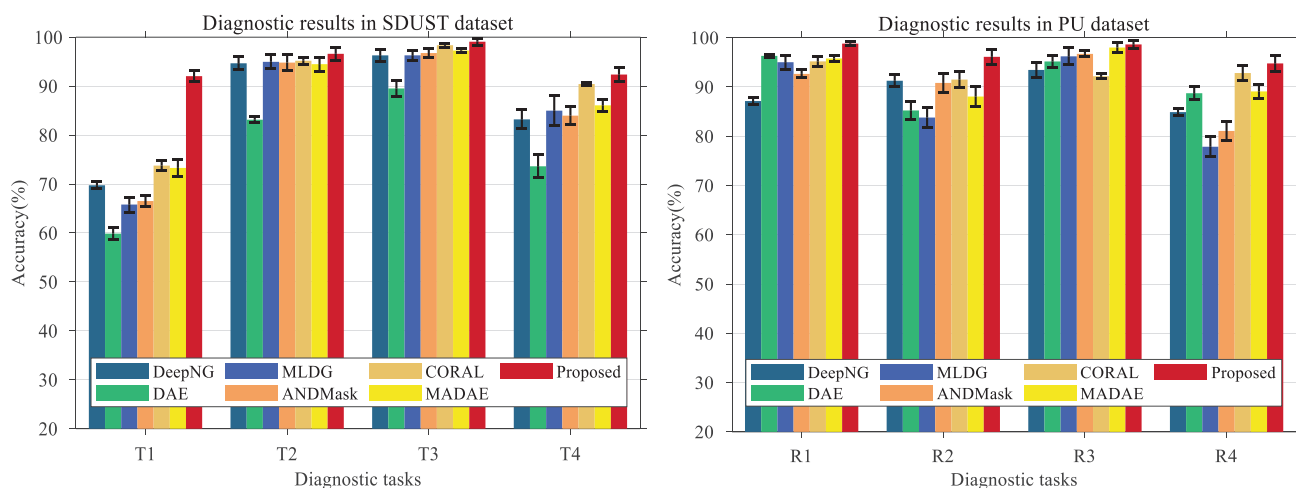 Diagnostic results in SDUST dataset
100
90
80
70
60
50
40
30
20
Accuracy(%)
DeepNG MLDG CORAL Proposed
DAE ANDMask MADAE
T1 T2 T3 T4
Diagnostic tasks
Diagnostic results in PU dataset
100
90
80
70
60
50
40
30
20
Accuracy(%)
DeepNG MLDG CORAL Proposed
DAE ANDMask MADAE
R1 R2 R3 R4
Diagnostic tasks